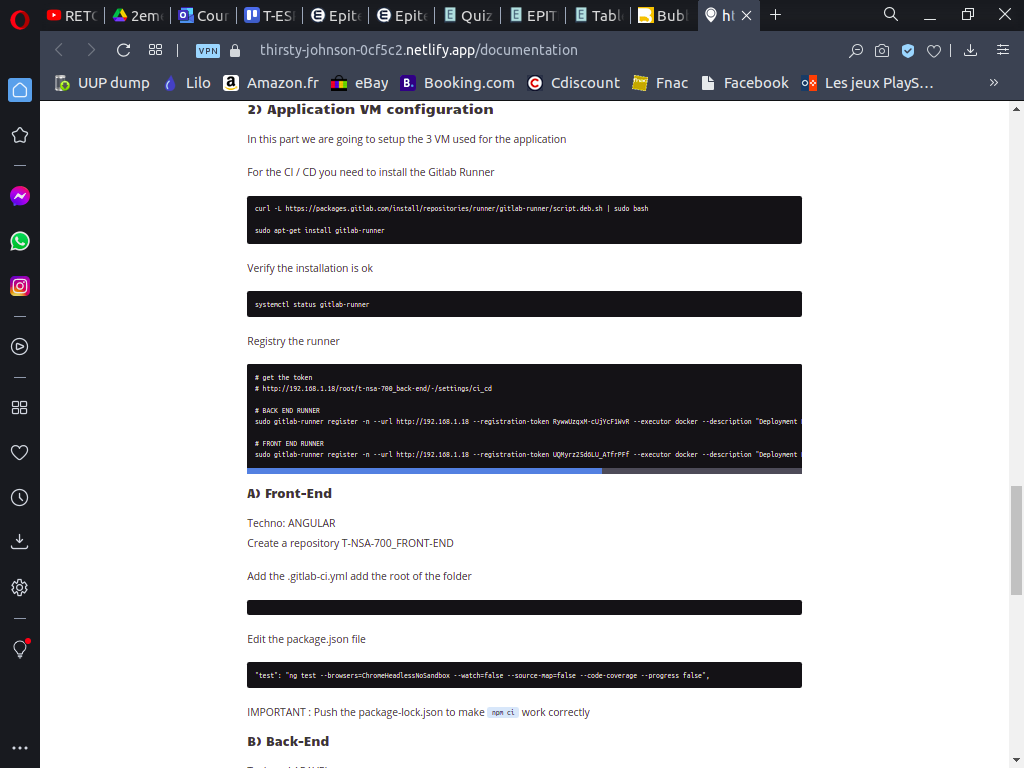 RETC
2em
Cour
T-ESI
Epite
Epite
Quiz
EPIT
Table
Bubl
ht
VPN
thirsty-johnson-0cf5c2.netlify.app/documentation
UUP dump
Lilo
Amazon.fr
eBay
Booking.com
Cdiscount
Fnac
Facebook
Les jeux PlayS...
2) Application VM configuration
In this part we are going to setup the 3 VM used for the application
For the CI / CD you need to install the Gitlab Runner
curl -L https://packages.gitlab.com/install/repositories/runner/gitlab-runner/script.deb.sh | sudo bash
sudo apt-get install gitlab-runner
Verify the installation is ok
systemctl status gitlab-runner
Registry the runner
# get the token
# http://192.168.1.18/root/t-nsa-700_back-end/-/settings/ci_cd
# BACK END RUNNER
sudo gitlab-runner register -n --url http://192.168.1.18 --registration-token RywwUzqxM-cUjYcF1WvR --executor docker --description "Deployment
# FRONT END RUNNER
sudo gitlab-runner register -n --url http://192.168.1.18 --registration-token UQMyrz25d6LU_ATfrPFf --executor docker --description "Deployment
A) Front-End
Techno: ANGULAR
Create a repository T-NSA-700_FRONT-END
Add the .gitlab-ci.yml add the root of the folder
Edit the package.json file
"test": "ng test --browsers=ChromeHeadlessNoSandbox --watch=false --source-map=false --code-coverage --progress false",
IMPORTANT : Push the package-lock.json to make npm ci work correctly
B) Back-End